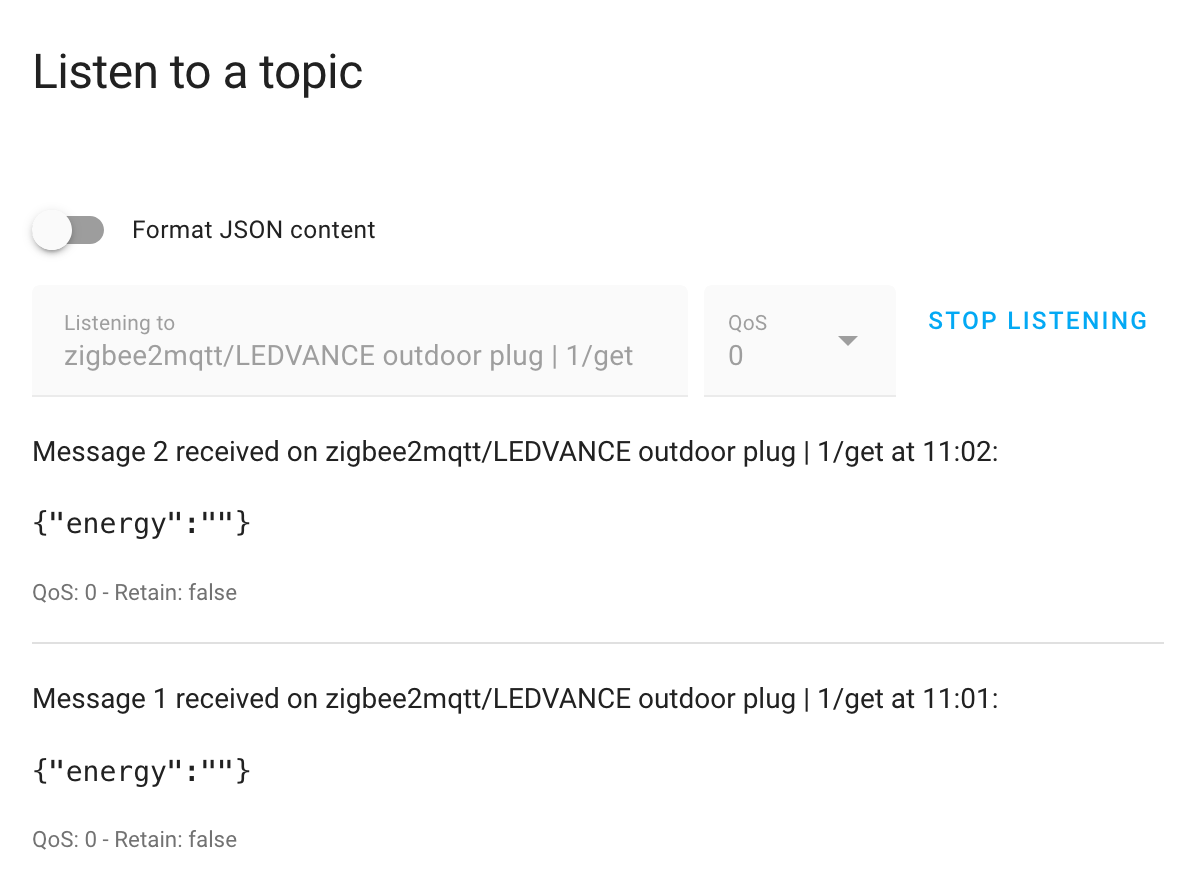 Listen to a topic
Format JSON content
Listening to
zigbee2mqtt/LEDVANCE outdoor plug | 1/get
QoS
0
STOP LISTENING
Message 2 received on zigbee2mqtt/LEDVANCE outdoor plug | 1/get at 11:02:
{"energy":""}
QoS: 0 - Retain: false
Message 1 received on zigbee2mqtt/LEDVANCE outdoor plug | 1/get at 11:01:
{"energy":""}
QoS: 0 - Retain: false